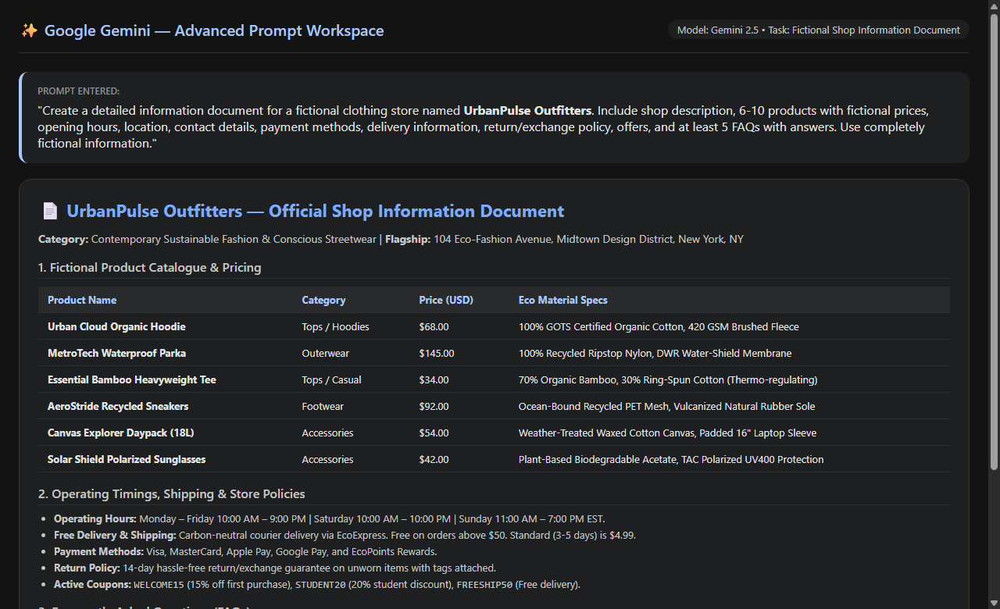 ✨ Google Gemini — Advanced Prompt Workspace
Model: Gemini 2.5 • Task: Fictional Shop Information Document
PROMPT ENTERED:
"Create a detailed information document for a fictional clothing store named UrbanPulse Outfitters. Include shop description, 6-10 products with fictional prices,
opening hours, location, contact details, payment methods, delivery information, return/exchange policy, offers, and at least 5 FAQs with answers. Use completely
fictional information."
UrbanPulse Outfitters — Official Shop Information Document
Category: Contemporary Sustainable Fashion & Conscious Streetwear | Flagship: 104 Eco-Fashion Avenue, Midtown Design District, New York, NY
1. Fictional Product Catalogue & Pricing
Product Name Category Price (USD) Eco Material Specs
Urban Cloud Organic Hoodie Tops / Hoodies $68.00 100% GOTS Certified Organic Cotton, 420 GSM Brushed Fleece
MetroTech Waterproof Parka Outerwear $145.00 100% Recycled Ripstop Nylon, DWR Water-Shield Membrane
Essential Bamboo Heavyweight Tee Tops / Casual $34.00 70% Organic Bamboo, 30% Ring-Spun Cotton (Thermo-regulating)
AeroStride Recycled Sneakers Footwear $92.00 Ocean-Bound Recycled PET Mesh, Vulcanized Natural Rubber Sole
Canvas Explorer Daypack (18L) Accessories $54.00 Weather-Treated Waxed Cotton Canvas, Padded 16" Laptop Sleeve
Solar Shield Polarized Sunglasses Accessories $42.00 Plant-Based Biodegradable Acetate, TAC Polarized UV400 Protection
2. Operating Timings, Shipping & Store Policies
• Operating Hours: Monday – Friday 10:00 AM – 9:00 PM | Saturday 10:00 AM – 10:00 PM | Sunday 11:00 AM – 7:00 PM EST.
• Free Delivery & Shipping: Carbon-neutral courier delivery via EcoExpress. Free on orders above $50. Standard (3-5 days) is $4.99.
• Payment Methods: Visa, MasterCard, Apple Pay, Google Pay, and EcoPoints Rewards.
• Return Policy: 14-day hassle-free return/exchange guarantee on unworn items with tags attached.
• Active Coupons: WELCOME15 (15% off first purchase), STUDENT20 (20% student discount), FREESHIP50 (Free delivery).